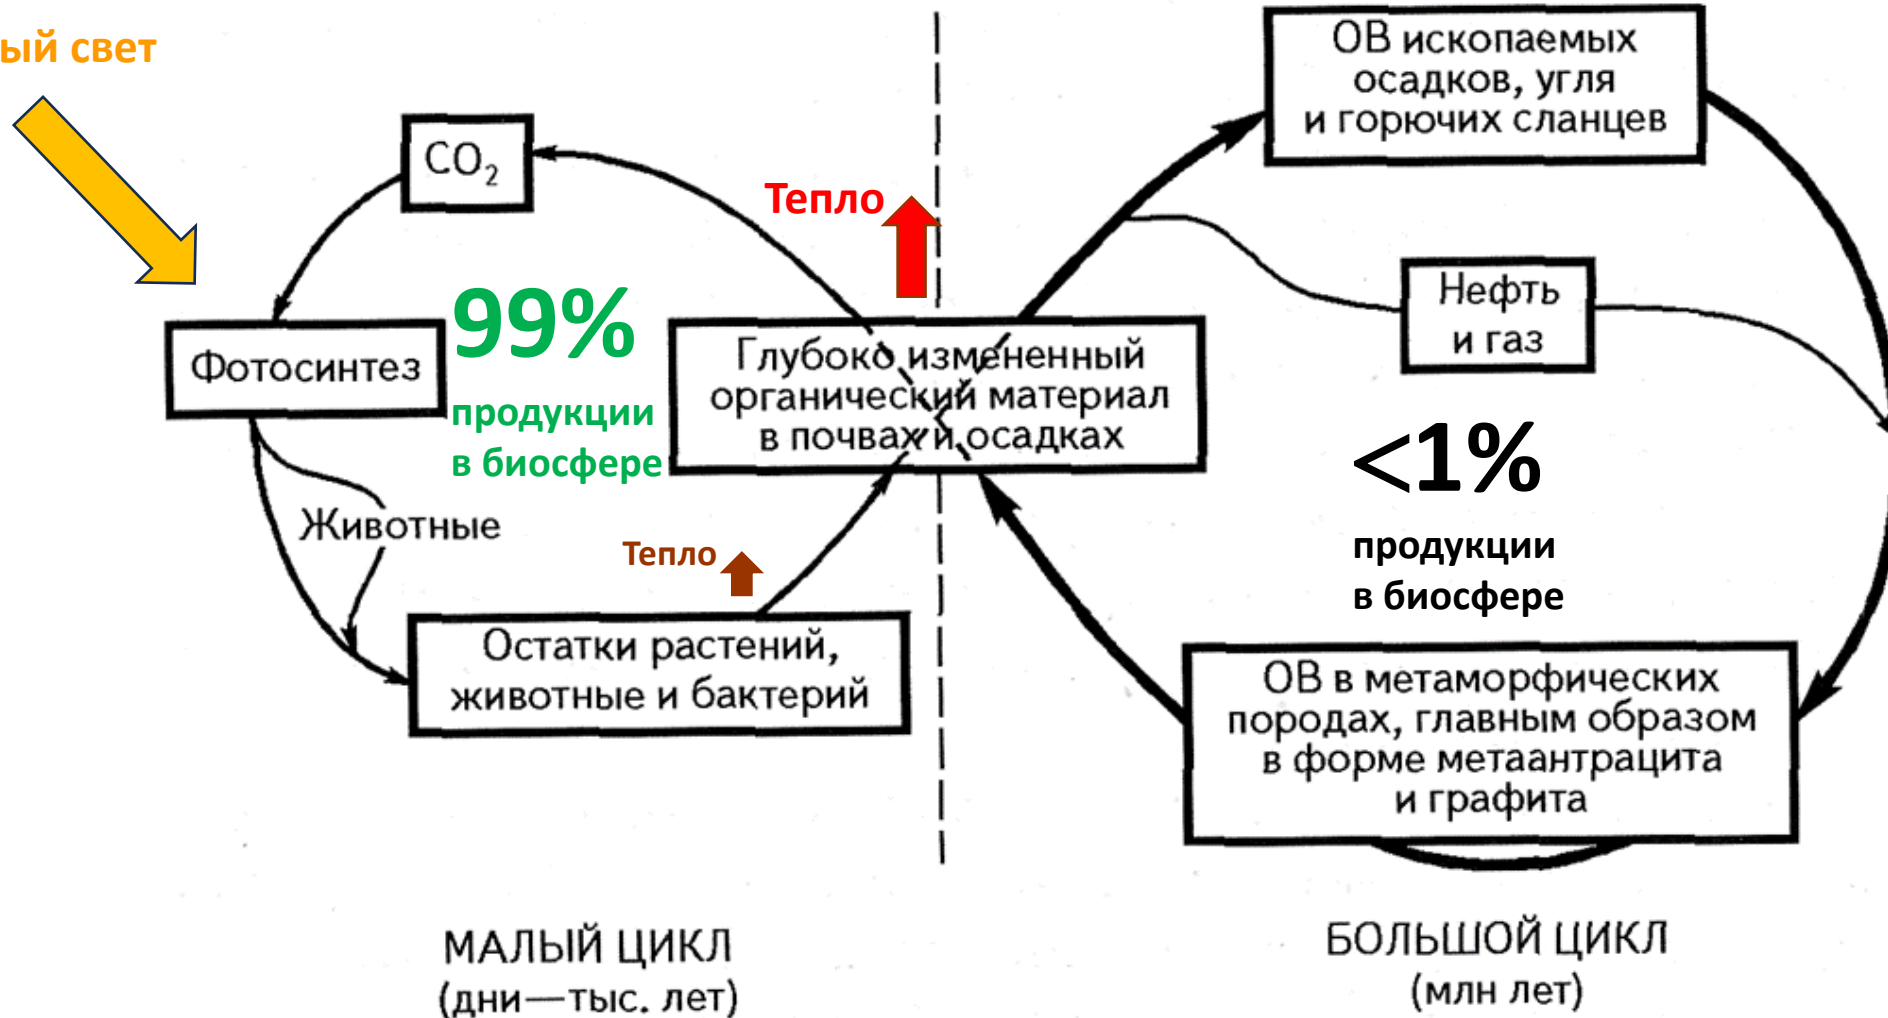 ый свет
CO₂
Тепло
ОВ ископаемых
осадков, угля
и горючих сланцев
Нефть
и газ
Фотосинтез
99%
продукции
в биосфере
Глубоко измененный
органический материал
в почвах и осадках
<1%
продукции
в биосфере
Животные
Тепло
Остатки растений,
животные и бактерий
ОВ в метаморфических
породах, главным образом
в форме метаантрацита
и графита
МАЛЫЙ ЦИКЛ
(дни—тыс. лет)
БОЛЬШОЙ ЦИКЛ
(млн лет)